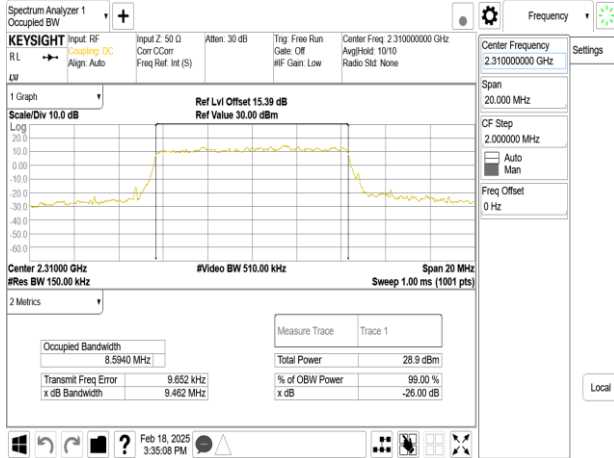 Spectrum Analyzer 1
Occupied BW
+
Frequency
KEYSIGHT
RL
Input: RF
Coupling: DC
Align: Auto
Input Z: 50 Ω
Corr CCorr
Freq Ref: Int (S)
Atten: 30 dB
Trig: Free Run
Gate: Off
#IF Gain: Low
Center Freq: 2.310000000 GHz
Avg|Hold: 10/10
Radio Std: None
Center Frequency
2.310000000 GHz
Settings
Span
20.000 MHz
CF Step
2.000000 MHz
Auto
Man
Freq Offset
0 Hz
1 Graph
Scale/Div 10.0 dB
Ref Lvl Offset 15.39 dB
Ref Value 30.00 dBm
Log
20.0
10.0
0.00
-10.0
-20.0
-30.0
-40.0
-50.0
-60.0
Center 2.31000 GHz
#Video BW 510.00 kHz
Span 20 MHz
#Res BW 150.00 kHz
Sweep 1.00 ms (1001 pts)
2 Metrics
Measure Trace
Trace 1
Occupied Bandwidth
8.5940 MHz
Total Power
28.9 dBm
Transmit Freq Error
9.652 kHz
% of OBW Power
99.00 %
x dB Bandwidth
9.462 MHz
x dB
-26.00 dB
Local
?
Feb 18, 2025
3:35:08 PM